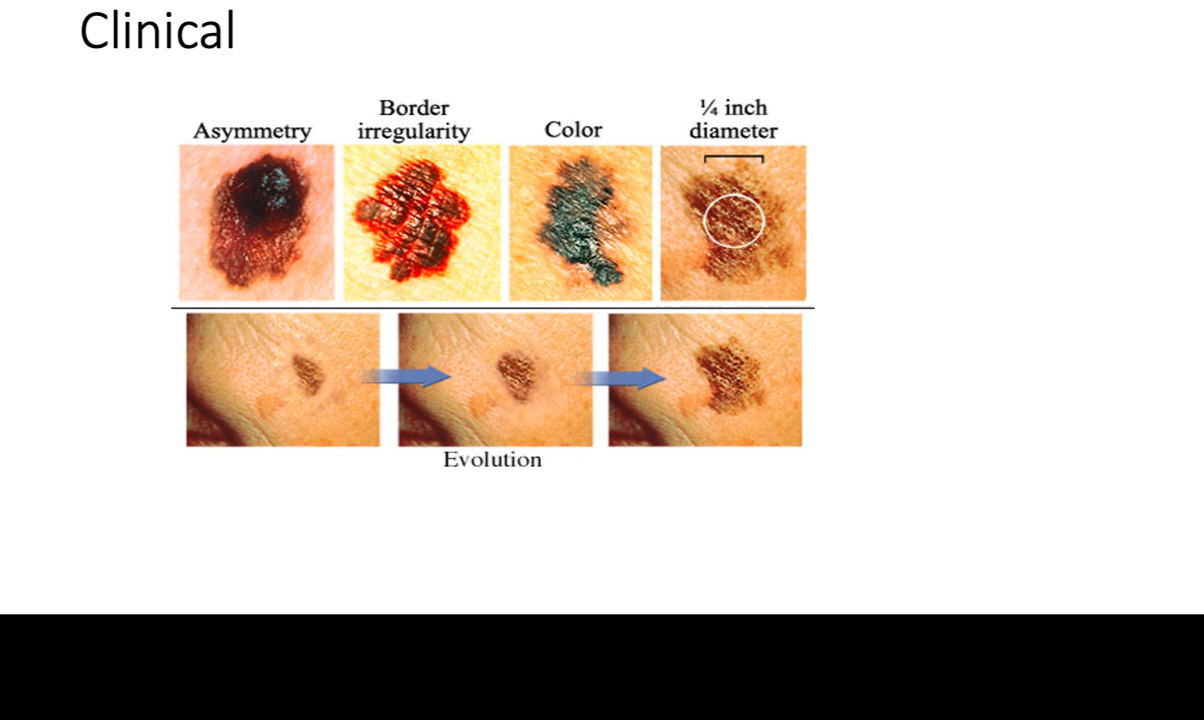 Clinical
Asymmetry
Border
irregularity
Color
¼ inch
diameter
Evolution